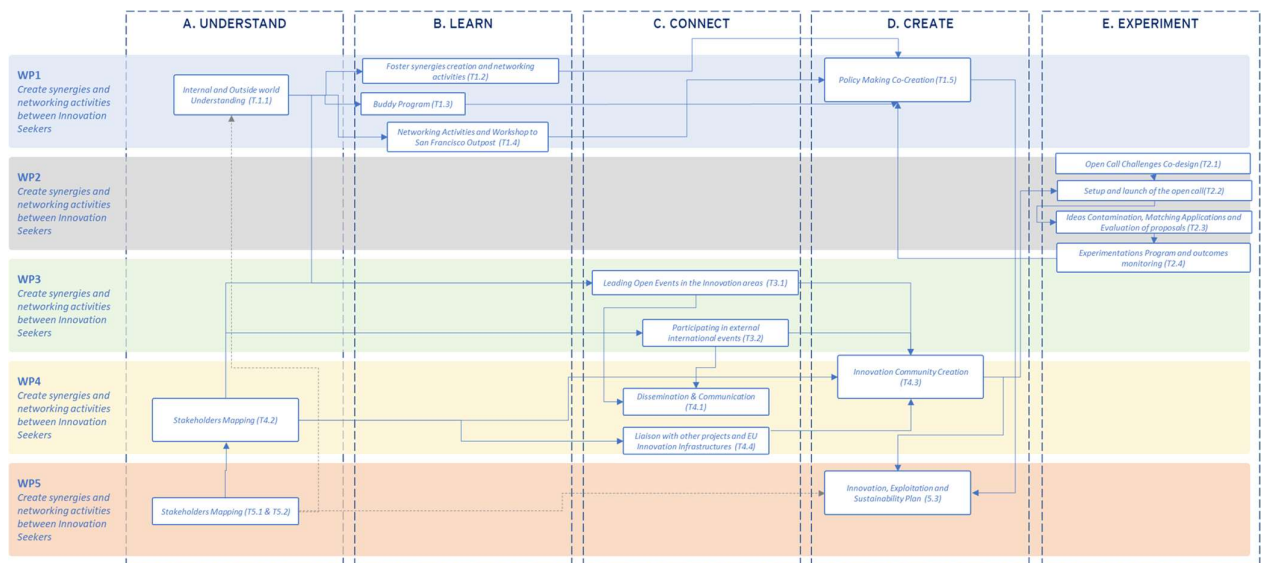 A. UNDERSTAND
B. LEARN
C. CONNECT
D. CREATE
E. EXPERIMENT
WP1
Create synergies and
networking activities
between Innovation
Seekers
Internal and Outside world
Understanding (T.1.1)
Foster synergies creation and networking
activities (T1.2)
Buddy Program (T1.3)
Networking Activities and Workshop to
San Francisco Outpost (T1.4)
Policy Making Co-Creation (T1.5)
WP2
Create synergies and
networking activities
between Innovation
Seekers
Open Call Challenges Co-design (T2.1)
Setup and launch of the open call(T2.2)
Ideas Contamination, Matching Applications and
Evaluation of proposals (T2.3)
Experimentations Program and outcomes
monitoring (T2.4)
WP3
Create synergies and
networking activities
between Innovation
Seekers
Leading Open Events in the Innovation areas (T3.1)
Participating in external
international events (T3.2)
WP4
Create synergies and
networking activities
between Innovation
Seekers
Stakeholders Mapping (T4.2)
Dissemination & Communication
(T4.1)
Liaison with other projects and EU
Innovation Infrastructures (T4.4)
Innovation Community Creation
(T4.3)
WP5
Create synergies and
networking activities
between Innovation
Seekers
Stakeholders Mapping (T5.1 & T5.2)
Innovation, Exploitation and
Sustainability Plan (5.3)